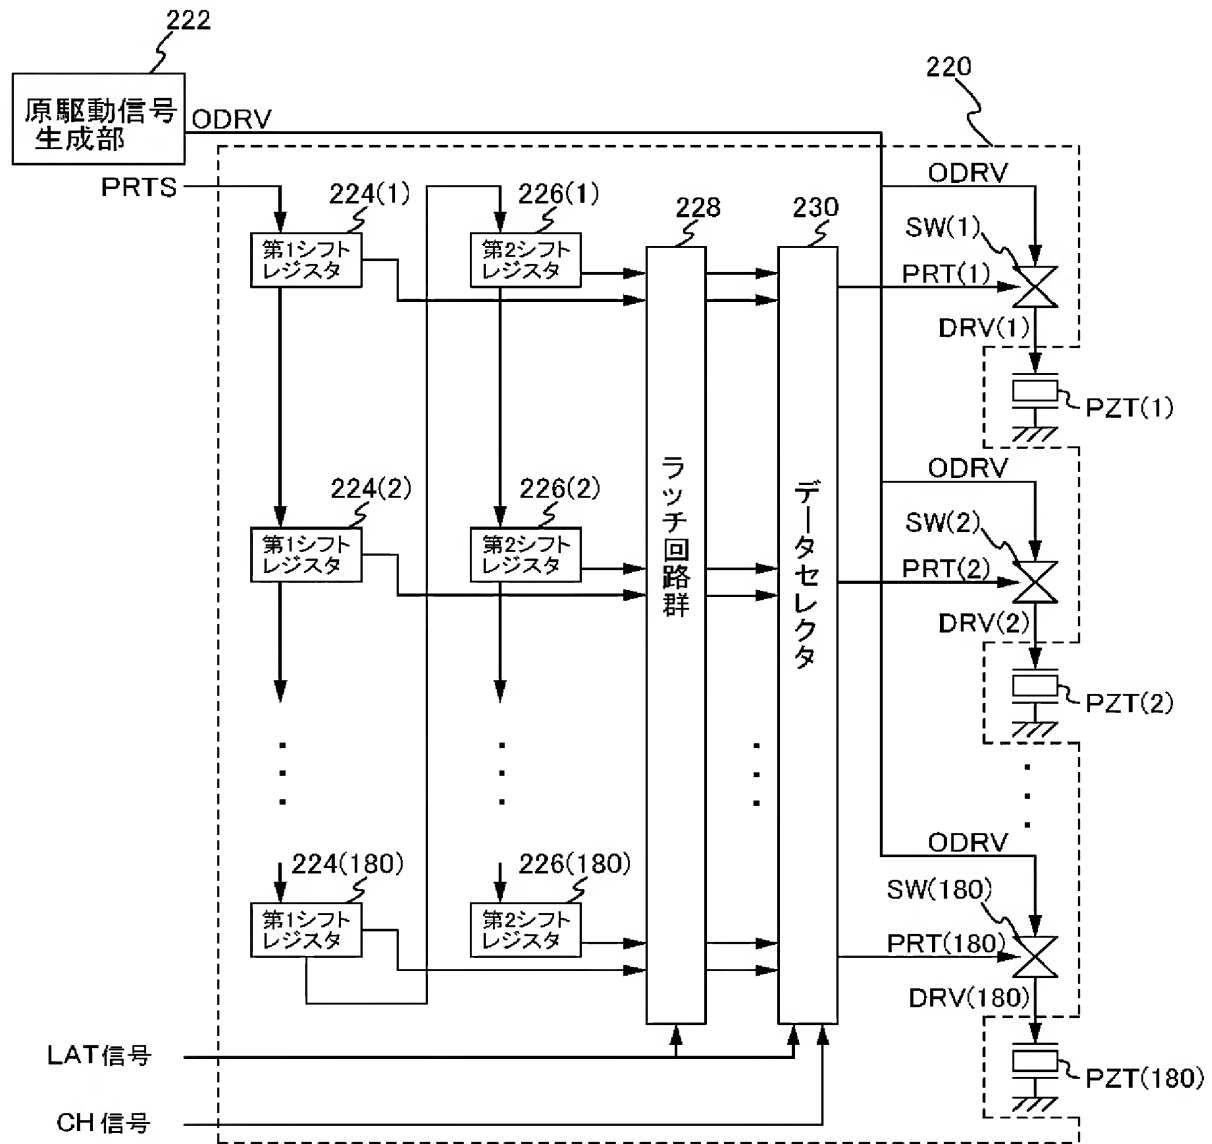 222
原駆動信号
生成部
ODRV
220
PRTS
224(1)
226(1)
228
230
ODRV
第1シフト
レジスタ
第2シフト
レジスタ
SW(1)
PRT(1)
DRV(1)
PZT(1)
ラッチ回路群
データセレクタ
ODRV
224(2)
226(2)
第1シフト
レジスタ
第2シフト
レジスタ
SW(2)
PRT(2)
DRV(2)
PZT(2)
ODRV
224(180)
226(180)
第1シフト
レジスタ
第2シフト
レジスタ
SW(180)
PRT(180)
DRV(180)
LAT信号
PZT(180)
CH信号